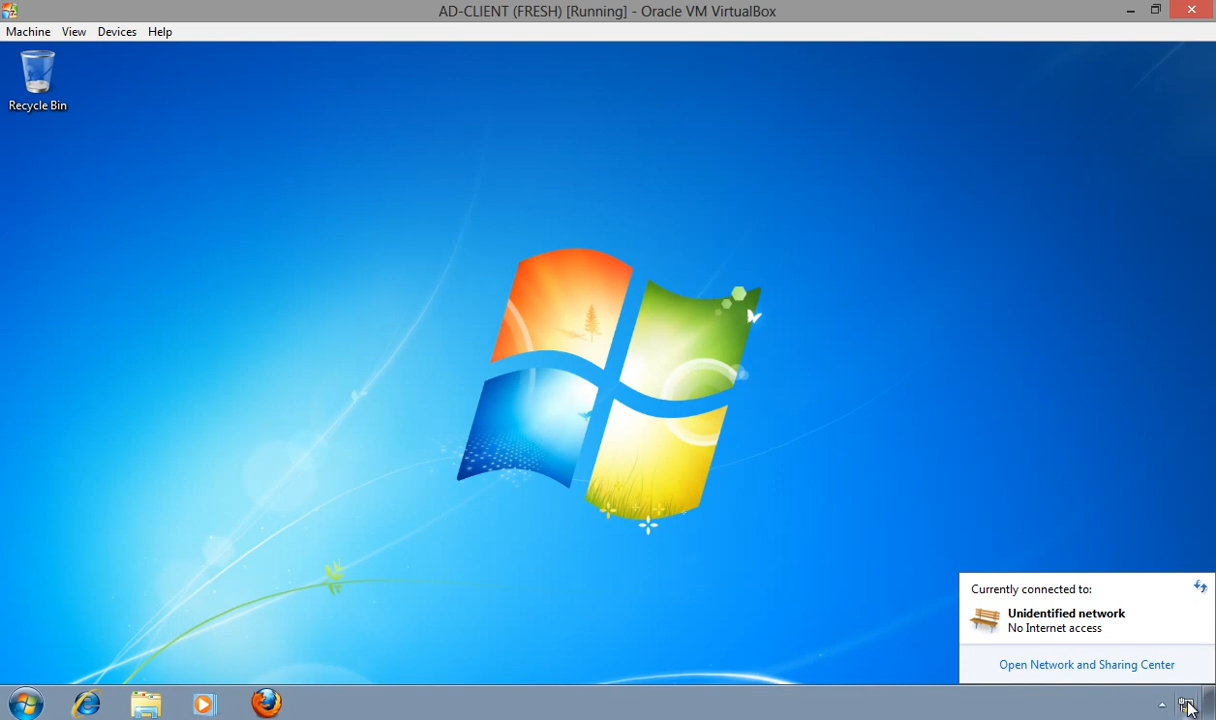 AD-CLIENT (FRESH) [Running] - Oracle VM VirtualBox
Machine View Devices Help
Recycle Bin
Currently connected to:
Unidentified network
No Internet access
Open Network and Sharing Center